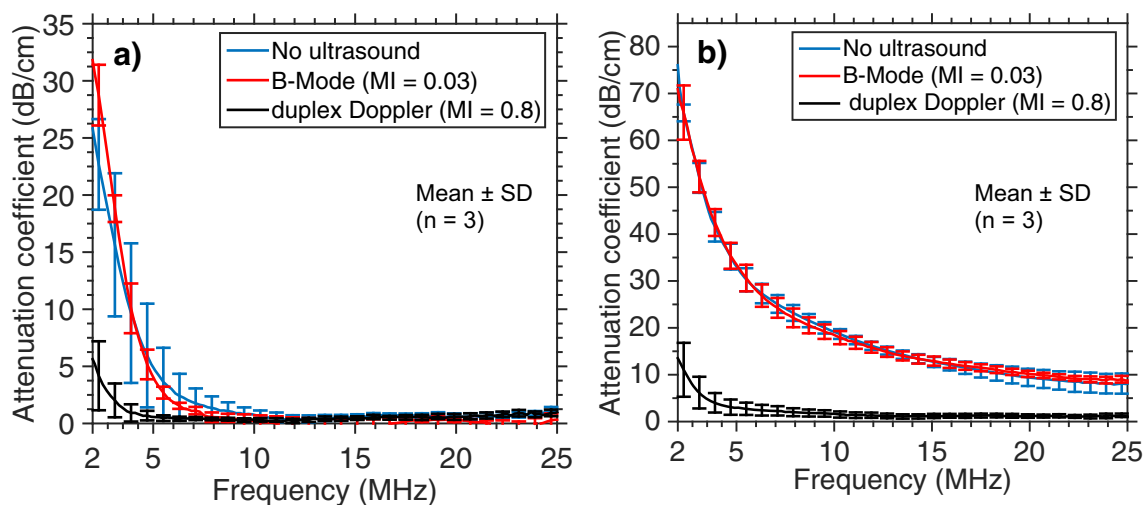 a)
No ultrasound
B-Mode (MI = 0.03)
duplex Doppler (MI = 0.8)
Mean ± SD
(n = 3)
Attenuation coefficient (dB/cm)
35
30
25
20
15
10
5
0
2 5 10 15 20 25
Frequency (MHz)
b)
No ultrasound
B-Mode (MI = 0.03)
duplex Doppler (MI = 0.8)
Mean ± SD
(n = 3)
Attenuation coefficient (dB/cm)
80
70
60
50
40
30
20
10
0
2 5 10 15 20 25
Frequency (MHz)